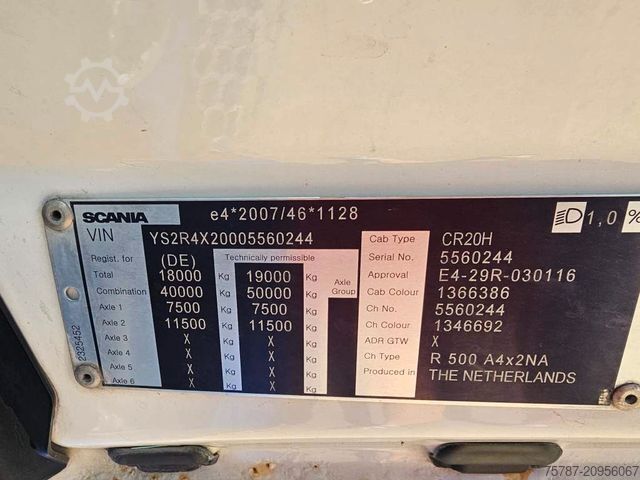 SCANIA e4*2007/46*1128 1,0 %
VIN YS2R4X20005560244 Cab Type CR20H
Regist. for (DE) Technically permissible Serial No. 5560244
Total 18000 Kg 19000 Kg Axle Group Approval E4-29R-030116
Combination 40000 Kg 50000 Kg Cab Colour 1366386
Axle 1 7500 Kg 7500 Kg Ch No. 5560244
Axle 2 11500 Kg 11500 Kg Ch Colour 1346692
Axle 3 X Kg X Kg ADR GTW X
Axle 4 X Kg X Kg Ch Type R 500 A4x2NA
Axle 5 X Kg X Kg Produced in THE NETHERLANDS
Axle 6 X Kg X Kg
2325452
75787-20956067